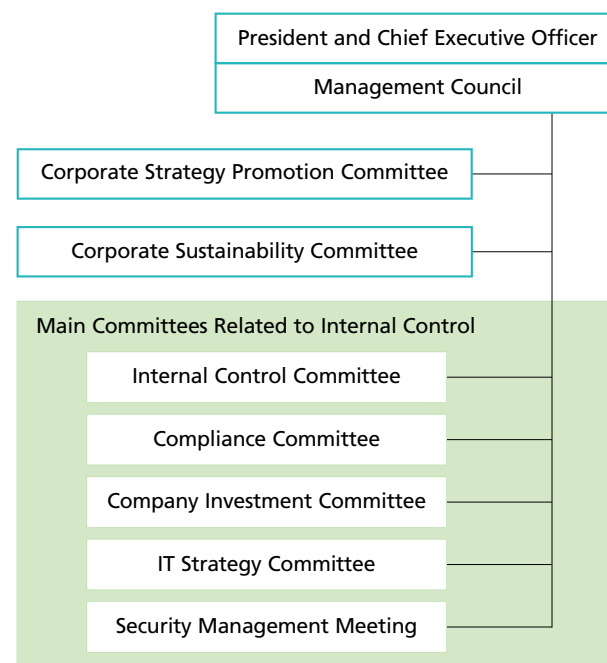 President and Chief Executive Officer
Management Council
Corporate Strategy Promotion Committee
Corporate Sustainability Committee
Main Committees Related to Internal Control
Internal Control Committee
Compliance Committee
Company Investment Committee
IT Strategy Committee
Security Management Meeting